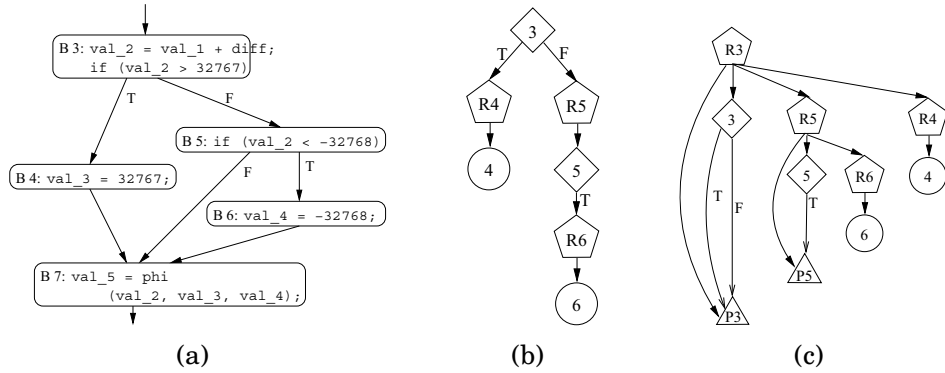 B 3: val_2 = val_1 + diff;
if (val_2 > 32767)
T
F
B 5: if (val_2 < -32768)
B 4: val_3 = 32767;
F
T
B 6: val_4 = -32768;
B 7: val_5 = phi
(val_2, val_3, val_4);
(a)
3
T
F
R4
R5
4
5
T
R6
6
(b)
R3
3
R5
R4
T
F
5
R6
4
T
6
P5
P3
(c)